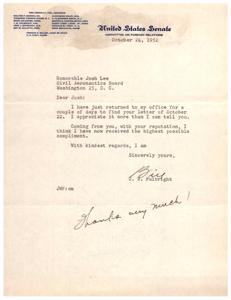 United States Senate
COMMITTEE ON FOREIGN RELATIONS
October 24, 1952
Honorable Josh Lee
Civil Aeronautics Board
Washington 25, D. C.
Dear Josh:
I have just returned to my office for a
couple of days to find your letter of October
22. I appreciate it more than I can tell you.
Coming from you, with your reputation, I
think I have now received the highest possible
compliment.
With kindest regards, I am
Sincerely yours,
Bill
Fulbright
JWF:em
Thanks very much!